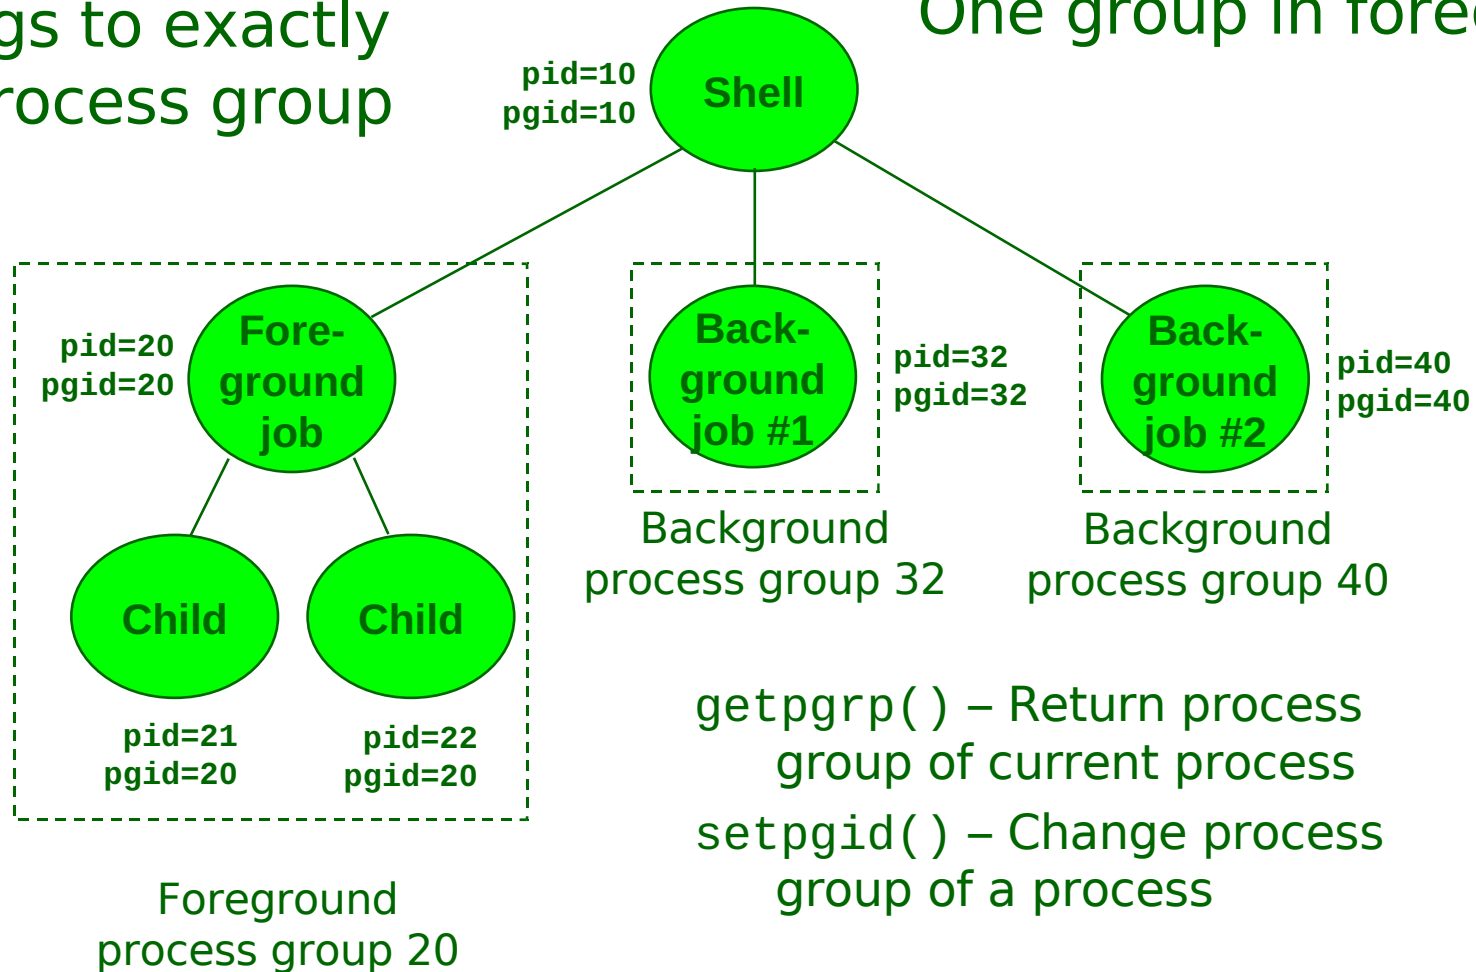 gs to exactly
rocess group
One group in fore
pid=10
pgid=10
Shell
pid=20
pgid=20
Fore-
ground
job
Back-
ground
job #1
pid=32
pgid=32
Back-
ground
job #2
pid=40
pgid=40
Background
process group 32
Background
process group 40
Child
Child
pid=21
pgid=20
pid=22
pgid=20
getpgrp() – Return process
group of current process
setpgid() – Change process
group of a process
Foreground
process group 20